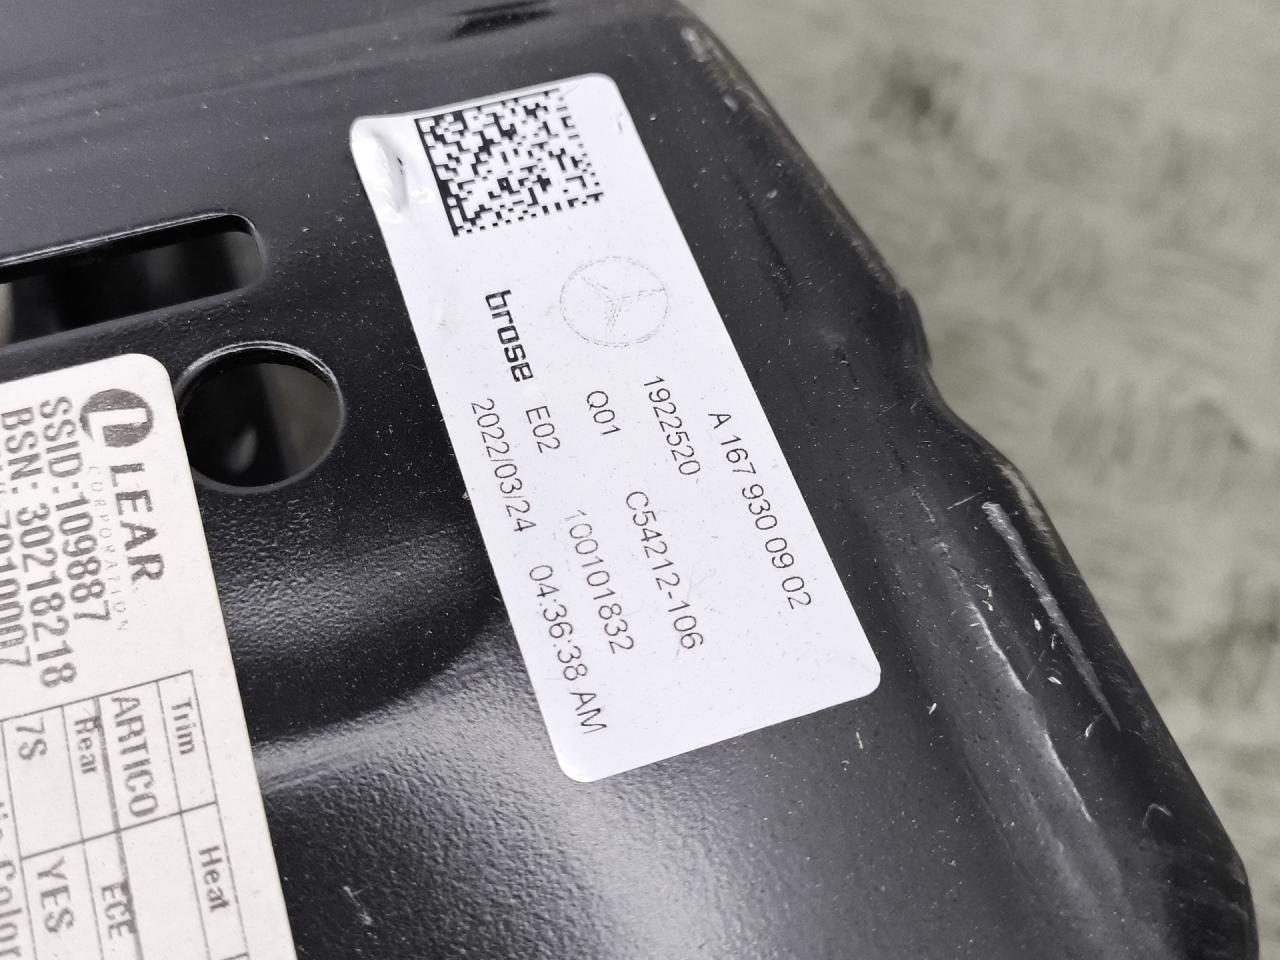 A 167 930 09 02
1922520 C54212-106
Q01 100101832
brose E02
2022/03/24 04:36:38 AM
LEAR
CORPORATION
SSID: 109887
BSN: 30218218
Trim Heat
ARTICO
Rear ECE
7S YES